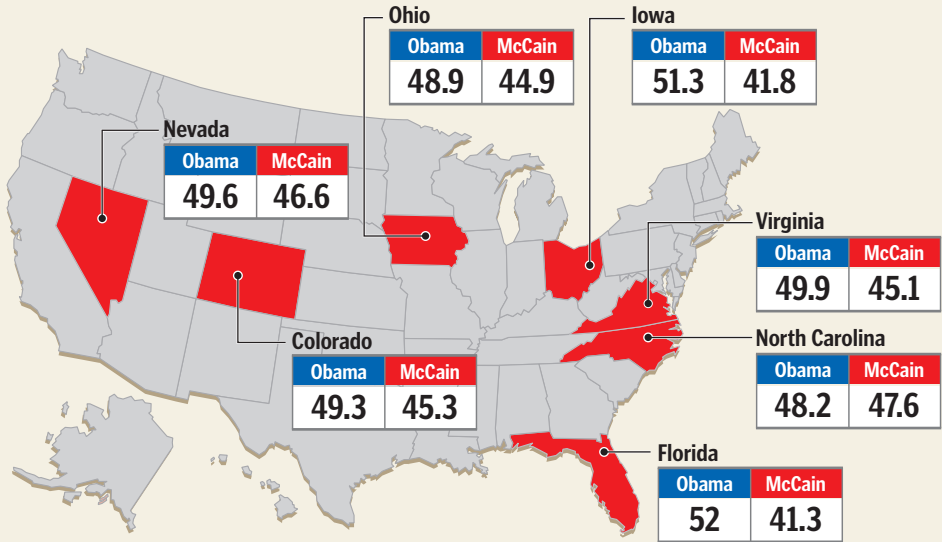 Ohio
Obama McCain
48.9 44.9
Iowa
Obama McCain
51.3 41.8
Nevada
Obama McCain
49.6 46.6
Virginia
Obama McCain
49.9 45.1
Colorado
Obama McCain
49.3 45.3
North Carolina
Obama McCain
48.2 47.6
Florida
Obama McCain
52 41.3